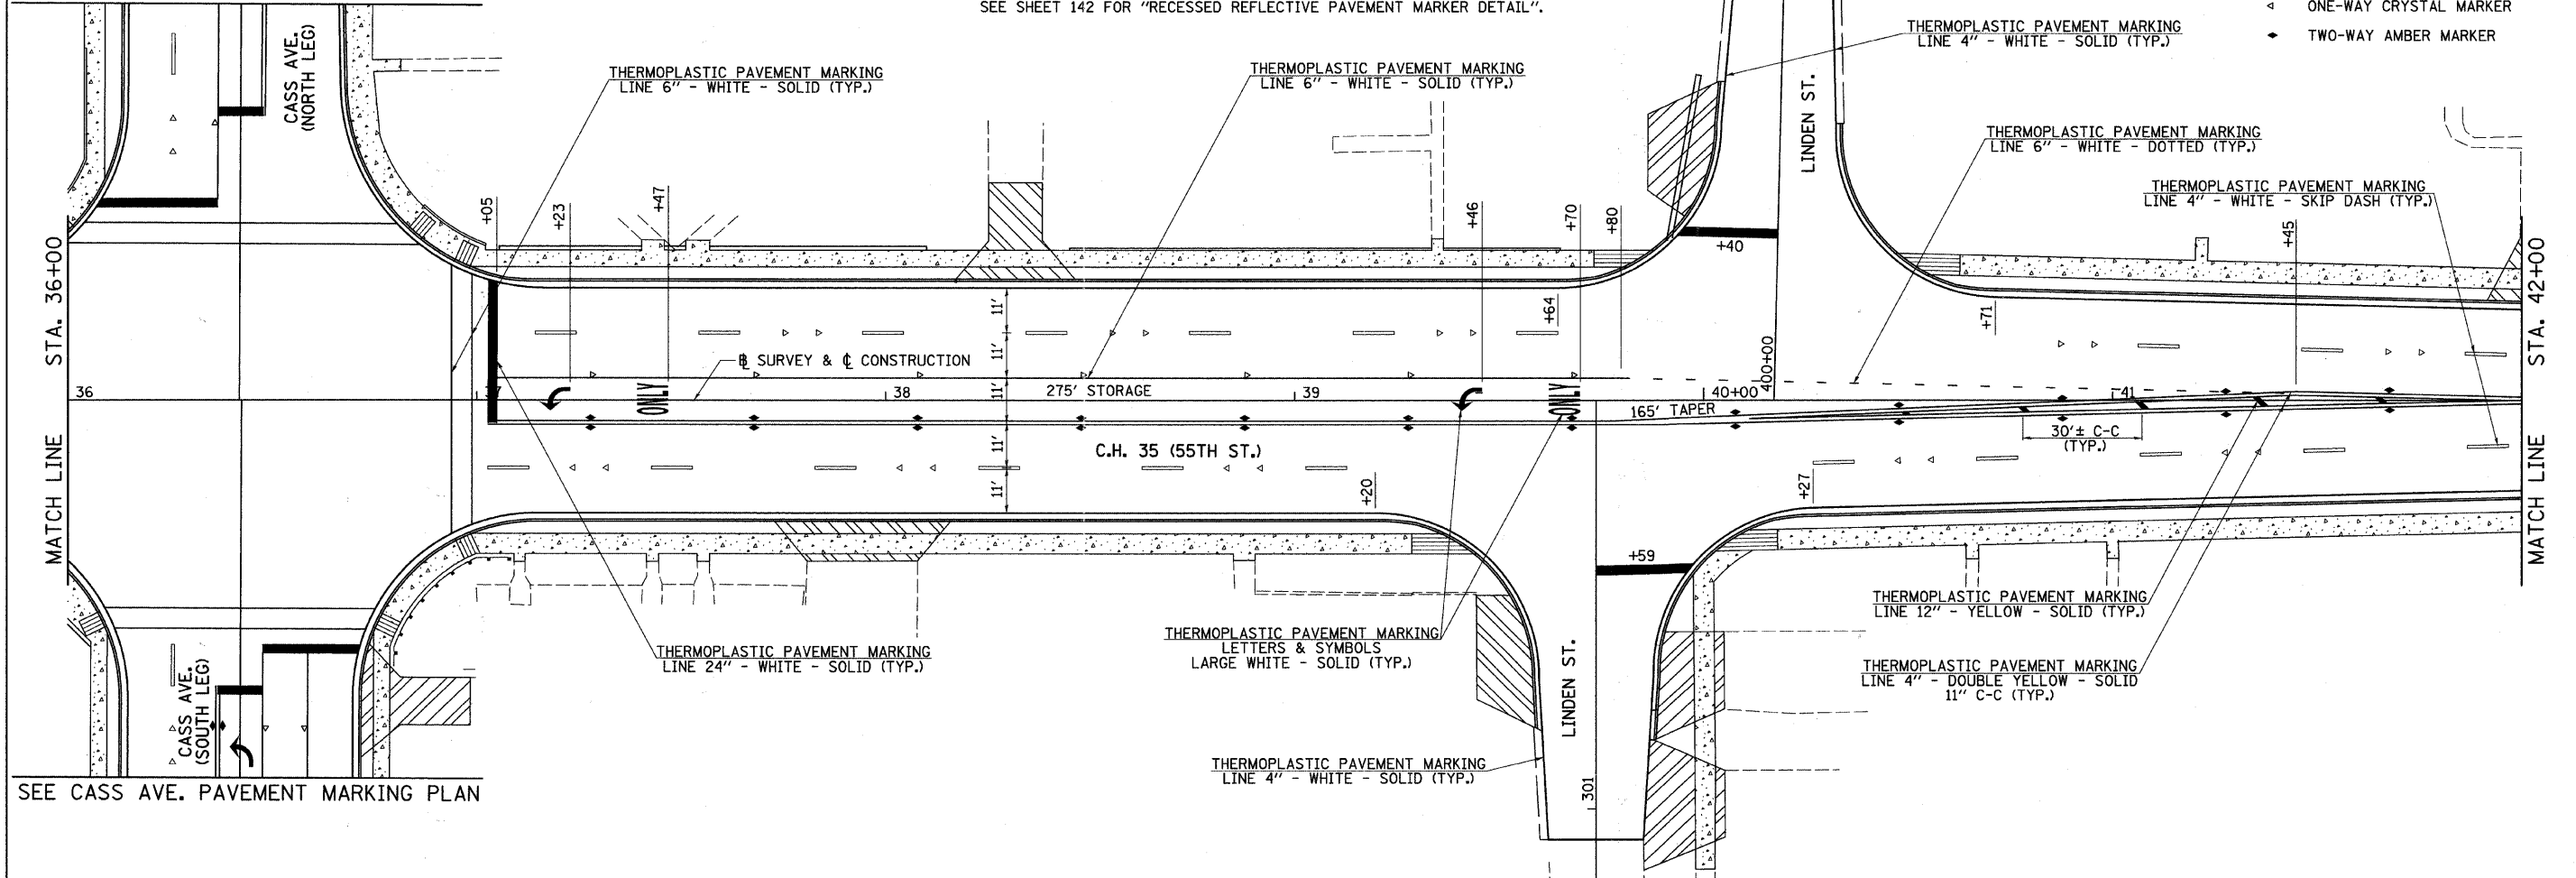 SEE SHEET 142 FOR "RECESSED REFLECTIVE PAVEMENT MARKER DETAIL".
ONE-WAY CRYSTAL MARKER
TWO-WAY AMBER MARKER
CASS AVE.
(NORTH LEG)
THERMOPLASTIC PAVEMENT MARKING
LINE 6" - WHITE - SOLID (TYP.)
THERMOPLASTIC PAVEMENT MARKING
LINE 6" - WHITE - SOLID (TYP.)
THERMOPLASTIC PAVEMENT MARKING
LINE 4" - WHITE - SOLID (TYP.)
LINDEN ST.
THERMOPLASTIC PAVEMENT MARKING
LINE 6" - WHITE - DOTTED (TYP.)
THERMOPLASTIC PAVEMENT MARKING
LINE 4" - WHITE - SKIP DASH (TYP.)
MATCH LINE STA. 36+00
+05
+23
+47
+46
+70
+80
+40
+45
+64
+71
11'
11'
11'
11'
11'
℄ SURVEY & ℄ CONSTRUCTION
36
37
38
275' STORAGE
39
40+00
400+00
41
ONLY
ONLY
165' TAPER
C.H. 35 (55TH ST.)
30'± C-C
(TYP.)
+20
+27
+59
MATCH LINE STA. 42+00
THERMOPLASTIC PAVEMENT MARKING
LINE 12" - YELLOW - SOLID (TYP.)
THERMOPLASTIC PAVEMENT MARKING
LETTERS & SYMBOLS
LARGE WHITE - SOLID (TYP.)
THERMOPLASTIC PAVEMENT MARKING
LINE 24" - WHITE - SOLID (TYP.)
THERMOPLASTIC PAVEMENT MARKING
LINE 4" - DOUBLE YELLOW - SOLID
11" C-C (TYP.)
CASS AVE.
(SOUTH LEG)
LINDEN ST.
THERMOPLASTIC PAVEMENT MARKING
LINE 4" - WHITE - SOLID (TYP.)
301
SEE CASS AVE. PAVEMENT MARKING PLAN